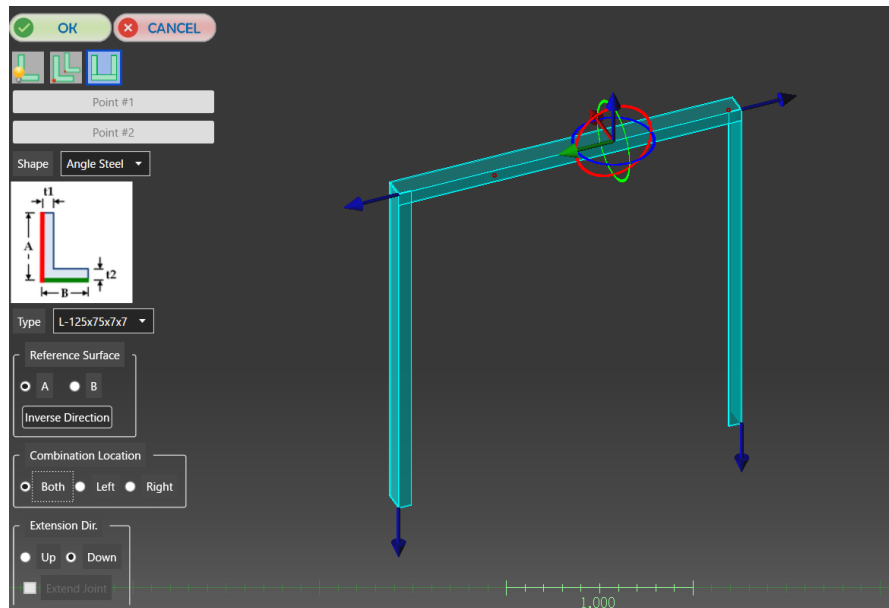 OK CANCEL
Point #1
Point #2
Shape Angle Steel
t1
A
t2
B
Type L-125x75x7x7
Reference Surface
A B
Inverse Direction
Combination Location
Both Left Right
Extension Dir.
Up Down
Extend Joint
1,000